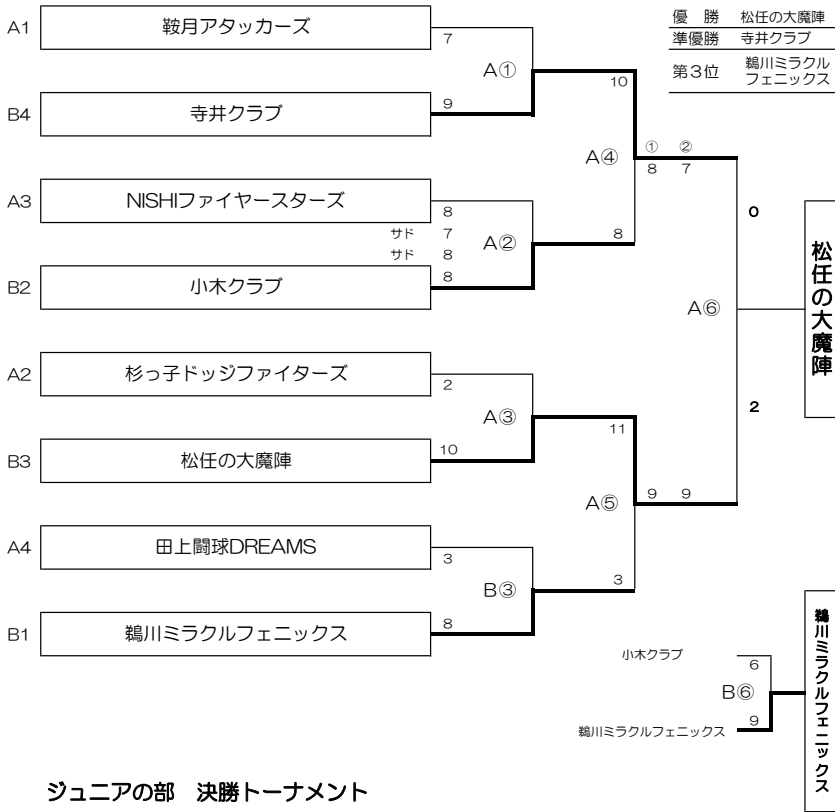 優　勝　松任の大魔陣
準優勝　寺井クラブ
第3位　鵜川ミラクル
フェニックス
A1 鞍月アタッカーズ
7
A①
B4 寺井クラブ
9
10
A④
① ②
8 7
A3 NISHIファイヤースターズ
8
サド 7
サド 8
A②
8
B2 小木クラブ
8
0
A⑥
松任の大魔陣
2
A2 杉っ子ドッジファイターズ
2
A③
B3 松任の大魔陣
10
11
A⑤
9 9
A4 田上闘球DREAMS
3
B③
3
B1 鵜川ミラクルフェニックス
8
小木クラブ
6
B⑥
鵜川ミラクルフェニックス
9
鵜川ミラクルフェニックス
ジュニアの部　決勝トーナメント